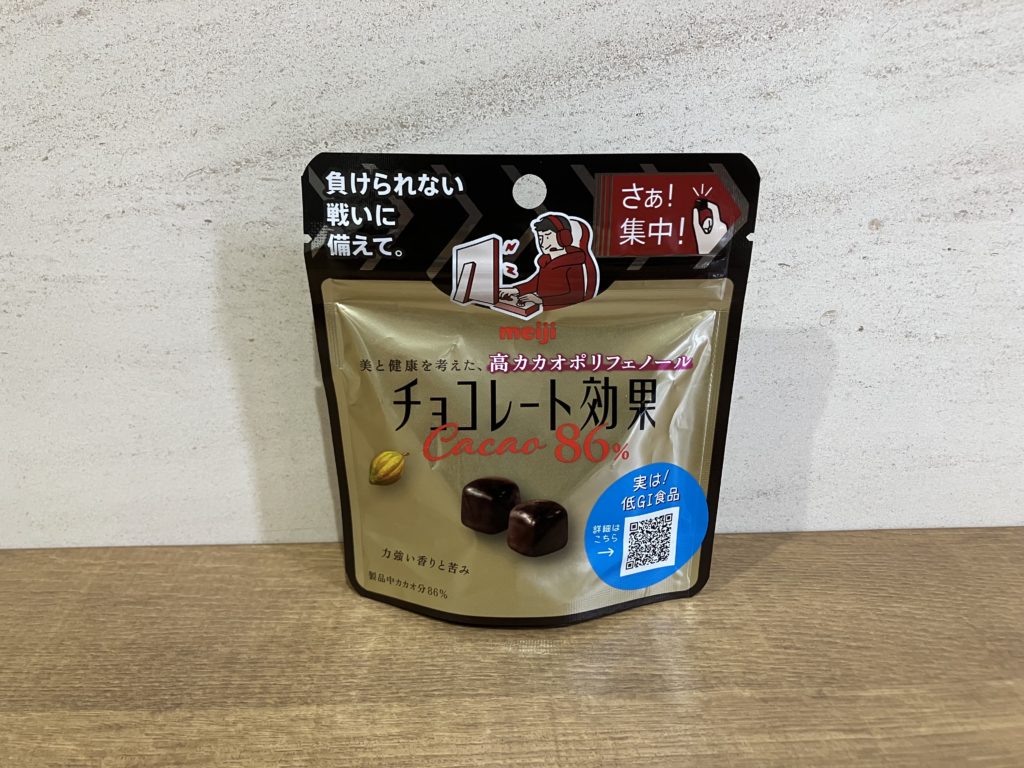 負けられない
戦いに
備えて。
さぁ!
集中!
meiji
美と健康を考えた、高カカオポリフェノール
チョコレート効果
Cacao 86%
実は!
低GI食品
詳細は
こちら
→
力強い香りと苦み
製品中カカオ分86%